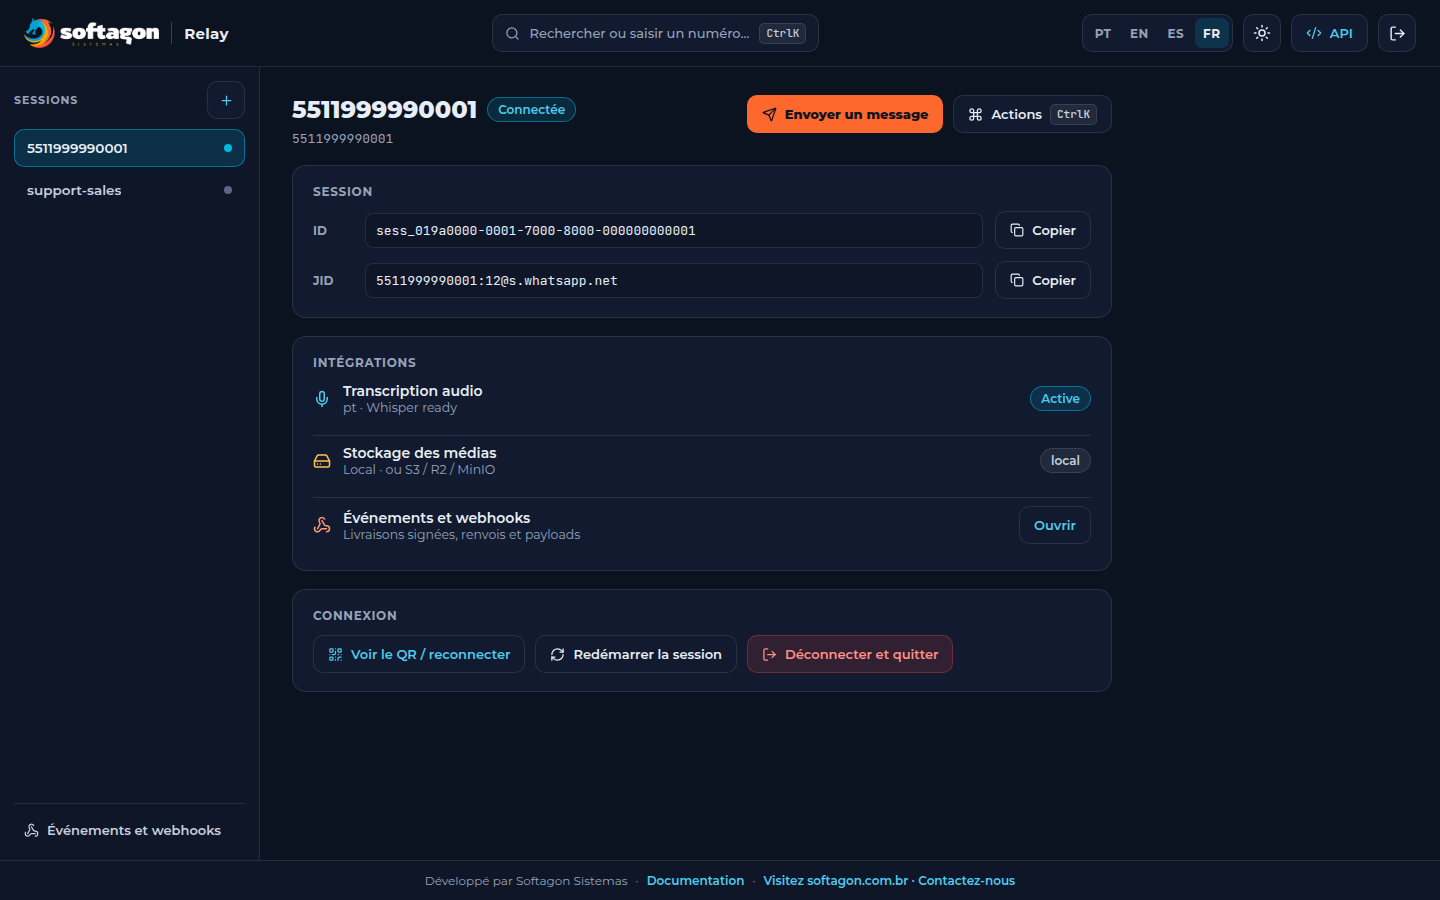 softagon
SISTEMAS
Relay
Rechercher ou saisir un numéro...
CtrlK
PT EN ES FR
API
SESSIONS
5511999990001
support-sales
Événements et webhooks
5511999990001
Connectée
5511999990001
Envoyer un message
Actions
CtrlK
SESSION
ID
sess_019a0000-0001-7000-8000-000000000001
Copier
JID
5511999990001:12@s.whatsapp.net
Copier
INTÉGRATIONS
Transcription audio
pt · Whisper ready
Active
Stockage des médias
Local · ou S3 / R2 / MinIO
local
Événements et webhooks
Livraisons signées, renvois et payloads
Ouvrir
CONNEXION
Voir le QR / reconnecter
Redémarrer la session
Déconnecter et quitter
Développé par Softagon Sistemas · Documentation · Visitez softagon.com.br · Contactez-nous